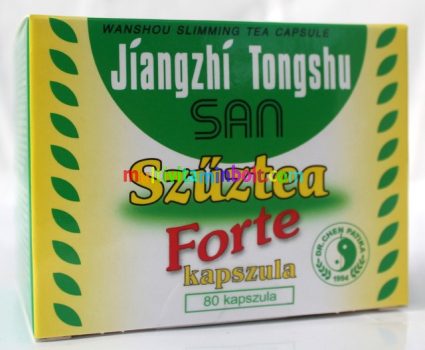 WANSHOU SLIMMING TEA CAPSULE
Jiangzhi Tongshu
SAN
Szűztea
Forte
kapszula
80 kapszula
DR. CHEN PATIKA
1994